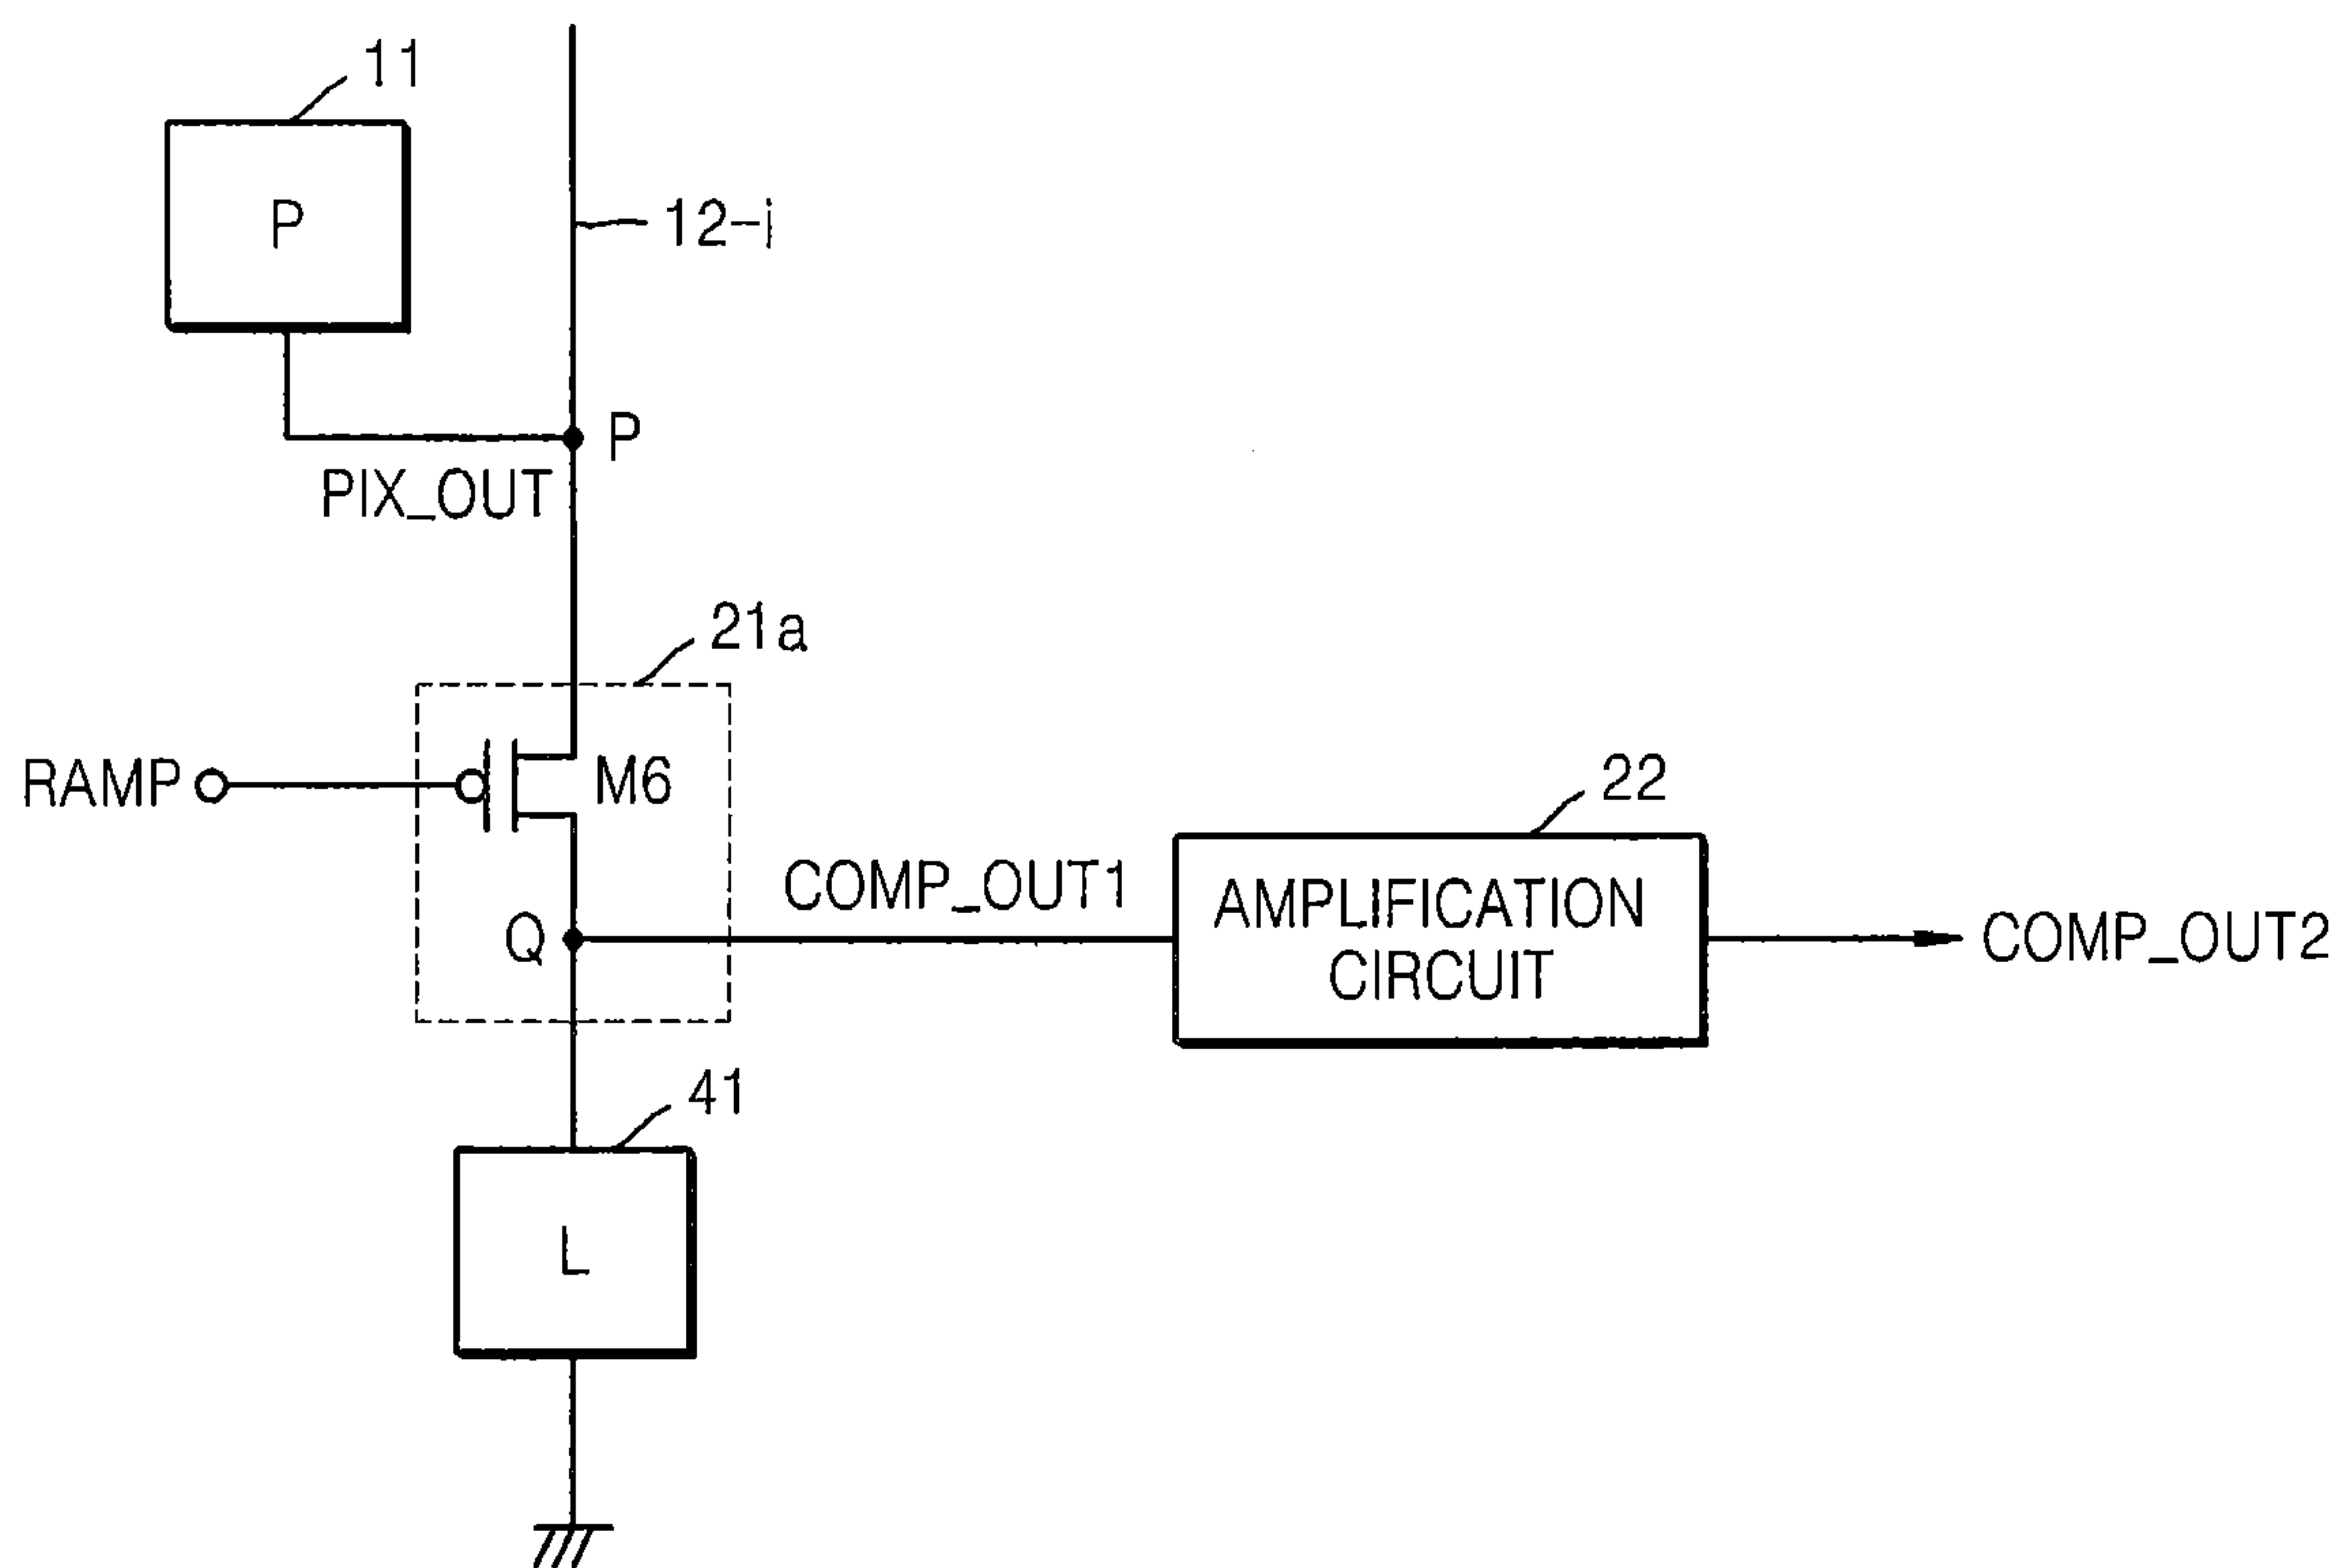 11
P
12-i
P
PIX_OUT
21a
RAMP
M6
22
COMP_OUT1
AMPLIFICATION
CIRCUIT
Q
COMP_OUT2
41
L